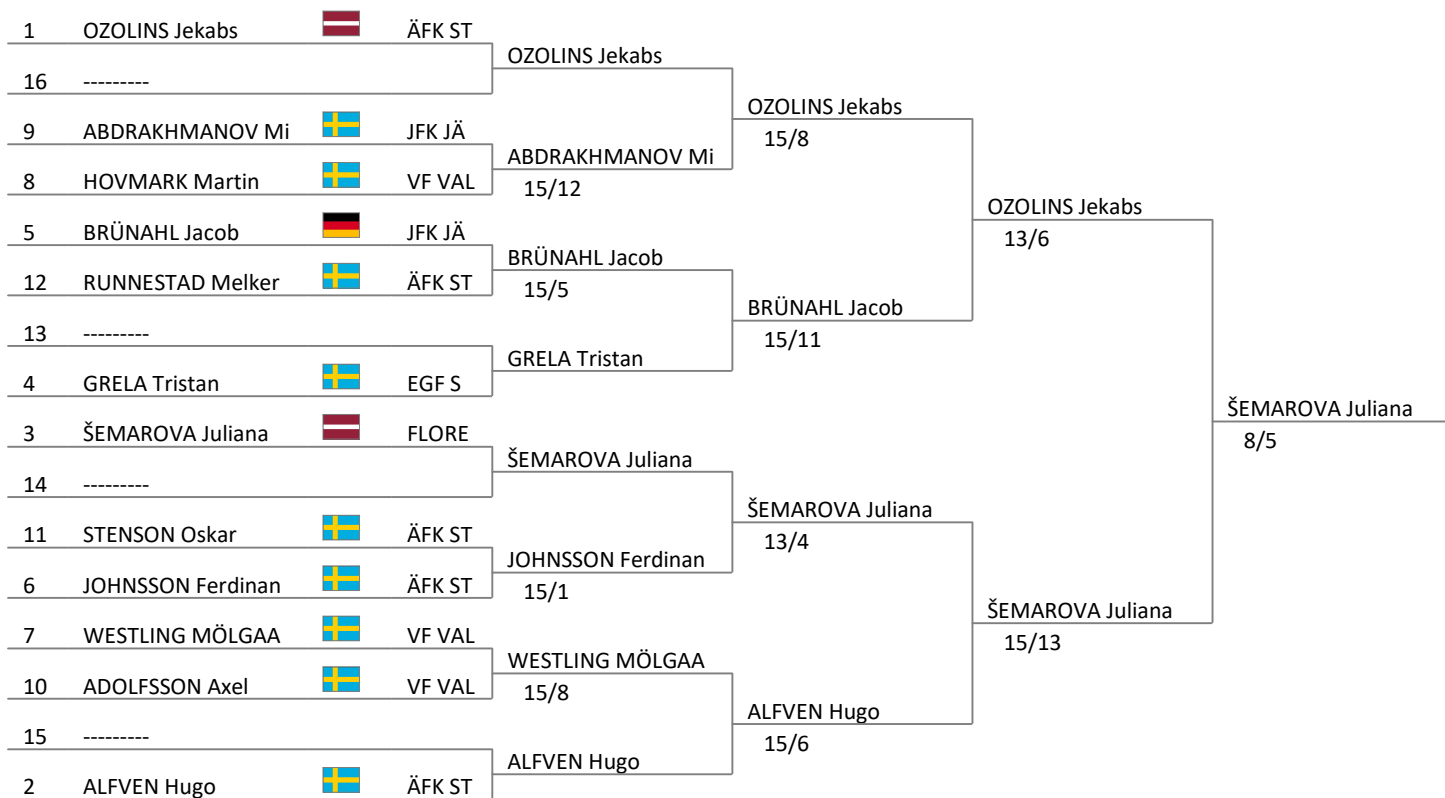 1 OZOLINS Jekabs ÄFK ST
OZOLINS Jekabs
16 ---------
OZOLINS Jekabs
15/8
9 ABDRAKHMANOV Mi JFK JÄ
ABDRAKHMANOV Mi
15/12
8 HOVMARK Martin VF VAL
OZOLINS Jekabs
13/6
5 BRÜNAHL Jacob JFK JÄ
BRÜNAHL Jacob
15/5
12 RUNNESTAD Melker ÄFK ST
BRÜNAHL Jacob
15/11
13 ---------
GRELA Tristan
4 GRELA Tristan EGF S
ŠEMAROVA Juliana
8/5
3 ŠEMAROVA Juliana FLORE
ŠEMAROVA Juliana
14 ---------
ŠEMAROVA Juliana
13/4
11 STENSON Oskar ÄFK ST
JOHNSSON Ferdinan
15/1
6 JOHNSSON Ferdinan ÄFK ST
ŠEMAROVA Juliana
15/13
7 WESTLING MÖLGAA VF VAL
WESTLING MÖLGAA
15/8
10 ADOLFSSON Axel VF VAL
ALFVEN Hugo
15/6
15 ---------
ALFVEN Hugo
2 ALFVEN Hugo ÄFK ST